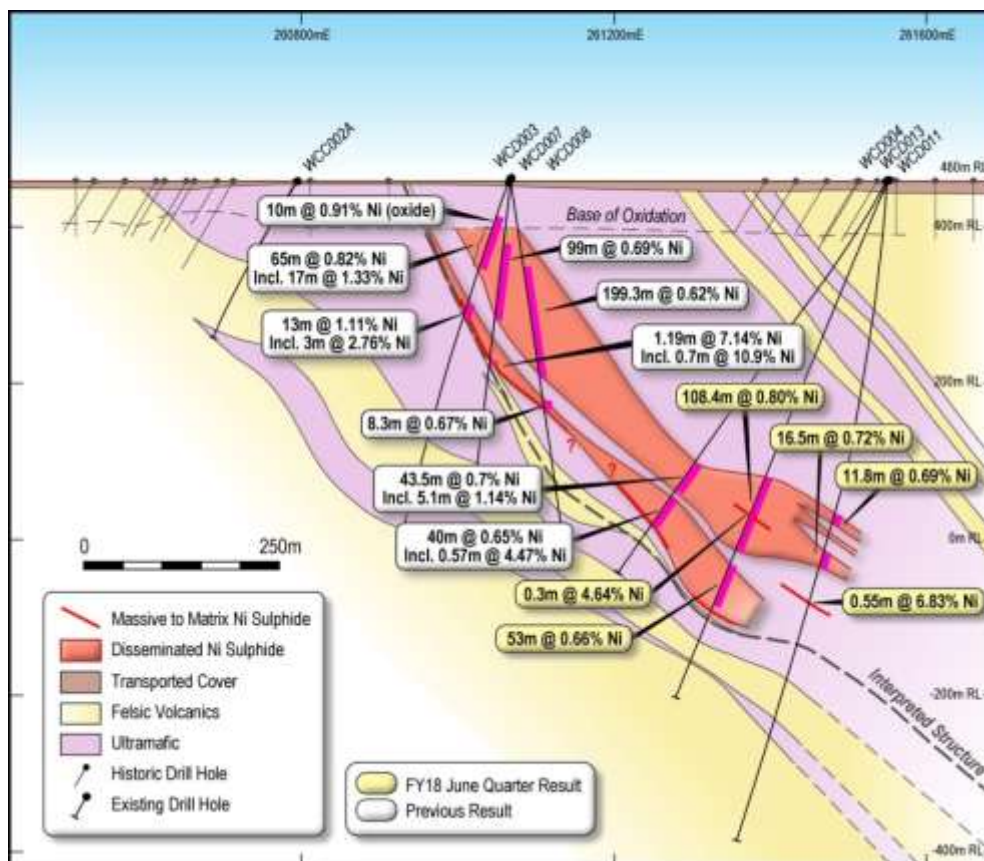 260800mE
261200mE
261600mE
WCC002A
WCD003
WCD007
WCD008
WCD004
WCD013
WCD011
460m RL
10m @ 0.91% Ni (oxide)
Base of Oxidation
400m RL
65m @ 0.82% Ni
Incl. 17m @ 1.33% Ni
99m @ 0.69% Ni
199.3m @ 0.62% Ni
13m @ 1.11% Ni
Incl. 3m @ 2.76% Ni
1.19m @ 7.14% Ni
Incl. 0.7m @ 10.9% Ni
200m RL
108.4m @ 0.80% Ni
8.3m @ 0.67% Ni
16.5m @ 0.72% Ni
?
?
43.5m @ 0.7% Ni
Incl. 5.1m @ 1.14% Ni
11.8m @ 0.69% Ni
40m @ 0.65% Ni
Incl. 0.57m @ 4.47% Ni
0m RL
0
250m
0.3m @ 4.64% Ni
0.55m @ 6.83% Ni
53m @ 0.66% Ni
Massive to Matrix Ni Sulphide
Disseminated Ni Sulphide
Transported Cover
Felsic Volcanics
Ultramafic
Historic Drill Hole
Existing Drill Hole
Interpreted Structure
-200m RL
FY18 June Quarter Result
Previous Result
-400m RL